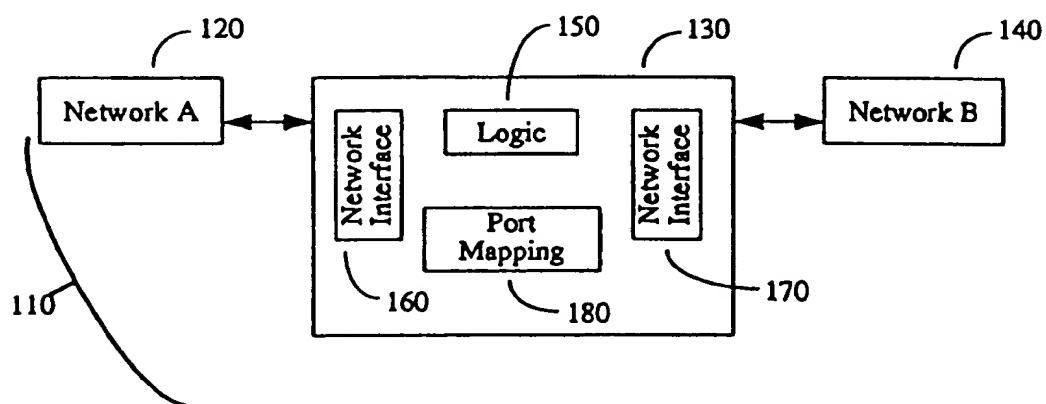 120
150
130
140
Network A
Logic
Network B
Network
Interface
Network
Interface
Port
Mapping
110
160
180
170